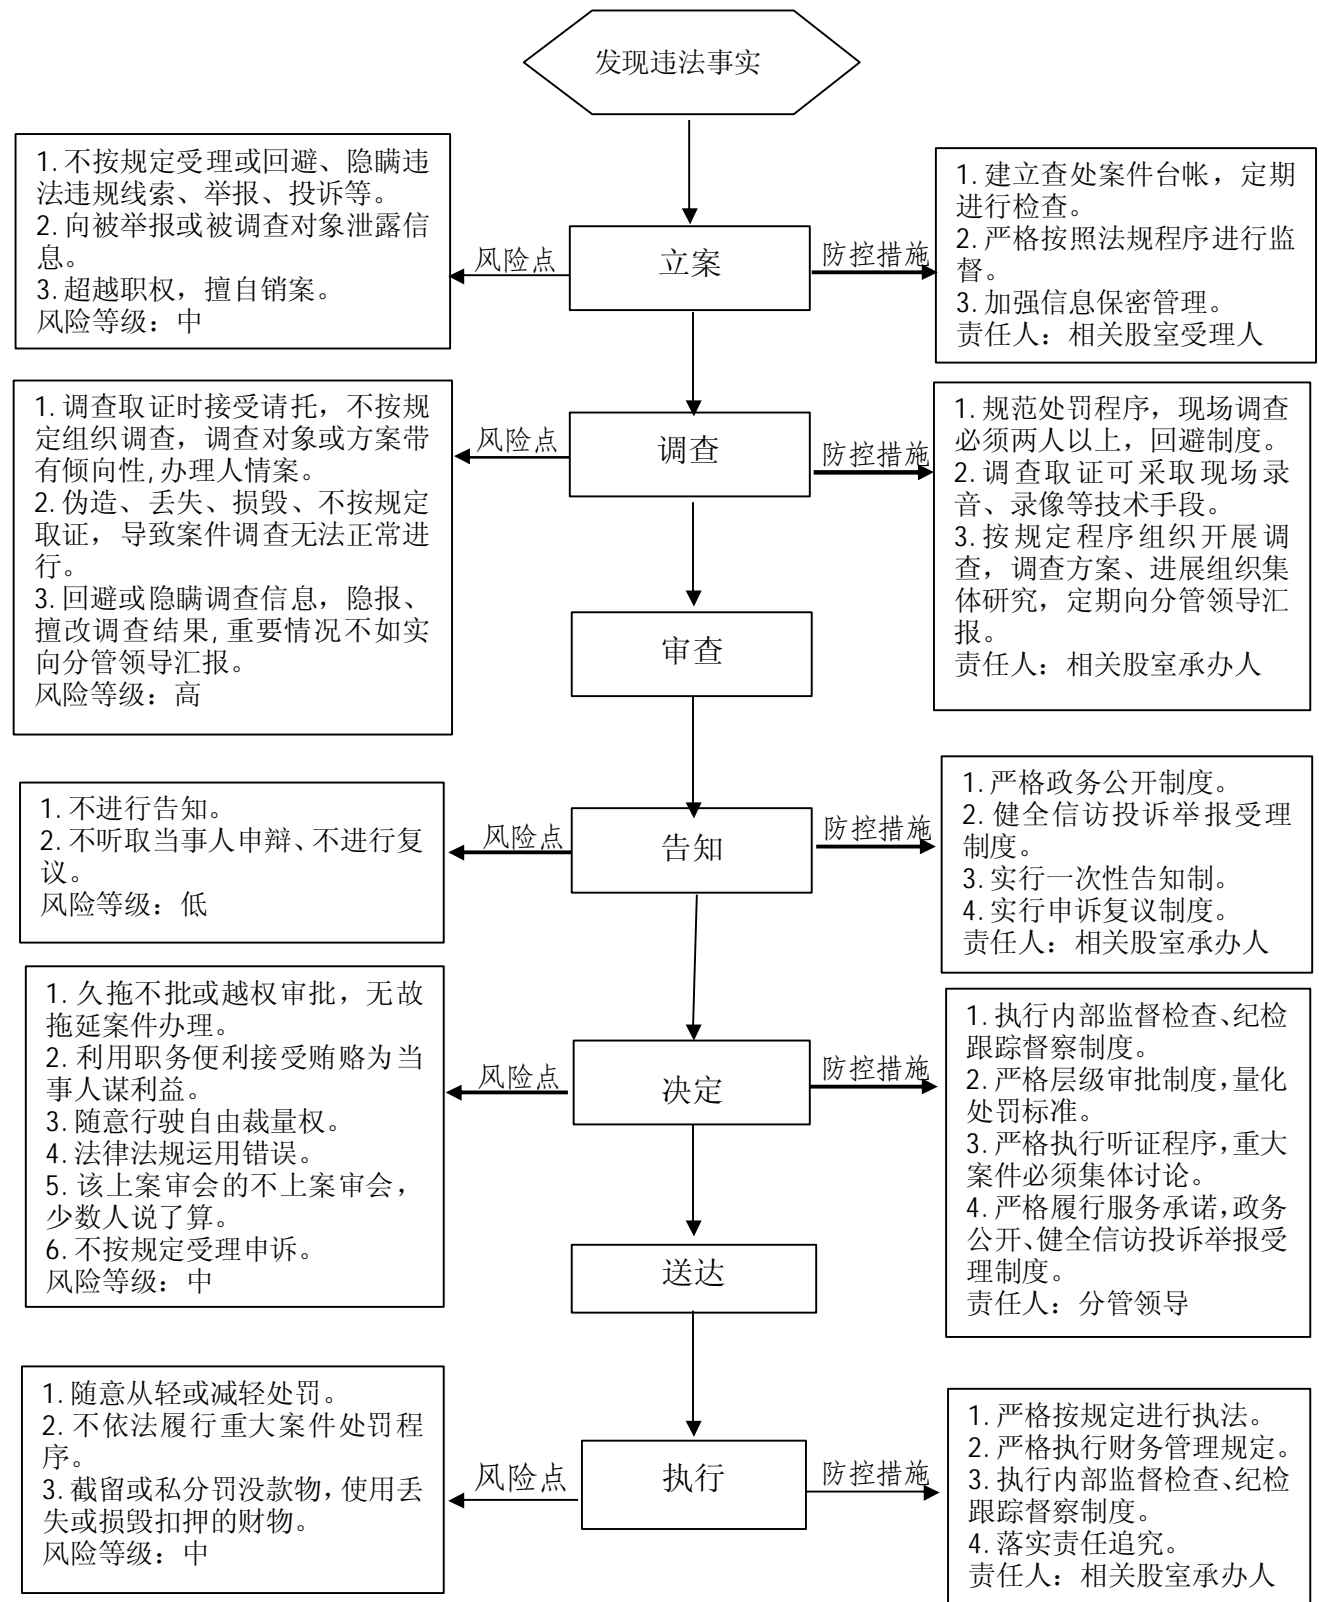 发现违法事实
1.不按规定受理或回避、隐瞒违
法违规线索、举报、投诉等。
2.向被举报或被调查对象泄露信
息。
3.超越职权，擅自销案。
风险等级：中
风险点
立案
防控措施
1.建立查处案件台帐，定期
进行检查。
2.严格按照法规程序进行监
督。
3.加强信息保密管理。
责任人：相关股室受理人
1.调查取证时接受请托，不按规
定组织调查，调查对象或方案带
有倾向性,办理人情案。
2.伪造、丢失、损毁、不按规定
取证，导致案件调查无法正常进
行。
3.回避或隐瞒调查信息，隐报、
擅改调查结果,重要情况不如实
向分管领导汇报。
风险等级：高
风险点
调查
防控措施
1.规范处罚程序，现场调查
必须两人以上，回避制度。
2.调查取证可采取现场录
音、录像等技术手段。
3.按规定程序组织开展调
查，调查方案、进展组织集
体研究，定期向分管领导汇
报。
责任人：相关股室承办人
审查
1.不进行告知。
2.不听取当事人申辩、不进行复
议。
风险等级：低
风险点
告知
防控措施
1.严格政务公开制度。
2.健全信访投诉举报受理
制度。
3.实行一次性告知制。
4.实行申诉复议制度。
责任人：相关股室承办人
1.久拖不批或越权审批，无故
拖延案件办理。
2.利用职务便利接受贿赂为当
事人谋利益。
3.随意行驶自由裁量权。
4.法律法规运用错误。
5.该上案审会的不上案审会，
少数人说了算。
6.不按规定受理申诉。
风险等级：中
风险点
决定
防控措施
1.执行内部监督检查、纪检
跟踪督察制度。
2.严格层级审批制度，量化
处罚标准。
3.严格执行听证程序，重大
案件必须集体讨论。
4.严格履行服务承诺，政务
公开、健全信访投诉举报受
理制度。
责任人：分管领导
送达
1.随意从轻或减轻处罚。
2.不依法履行重大案件处罚程
序。
3.截留或私分罚没款物，使用丢
失或损毁扣押的财物。
风险等级：中
风险点
执行
防控措施
1.严格按规定进行执法。
2.严格执行财务管理规定。
3.执行内部监督检查、纪检
跟踪督察制度。
4.落实责任追究。
责任人：相关股室承办人